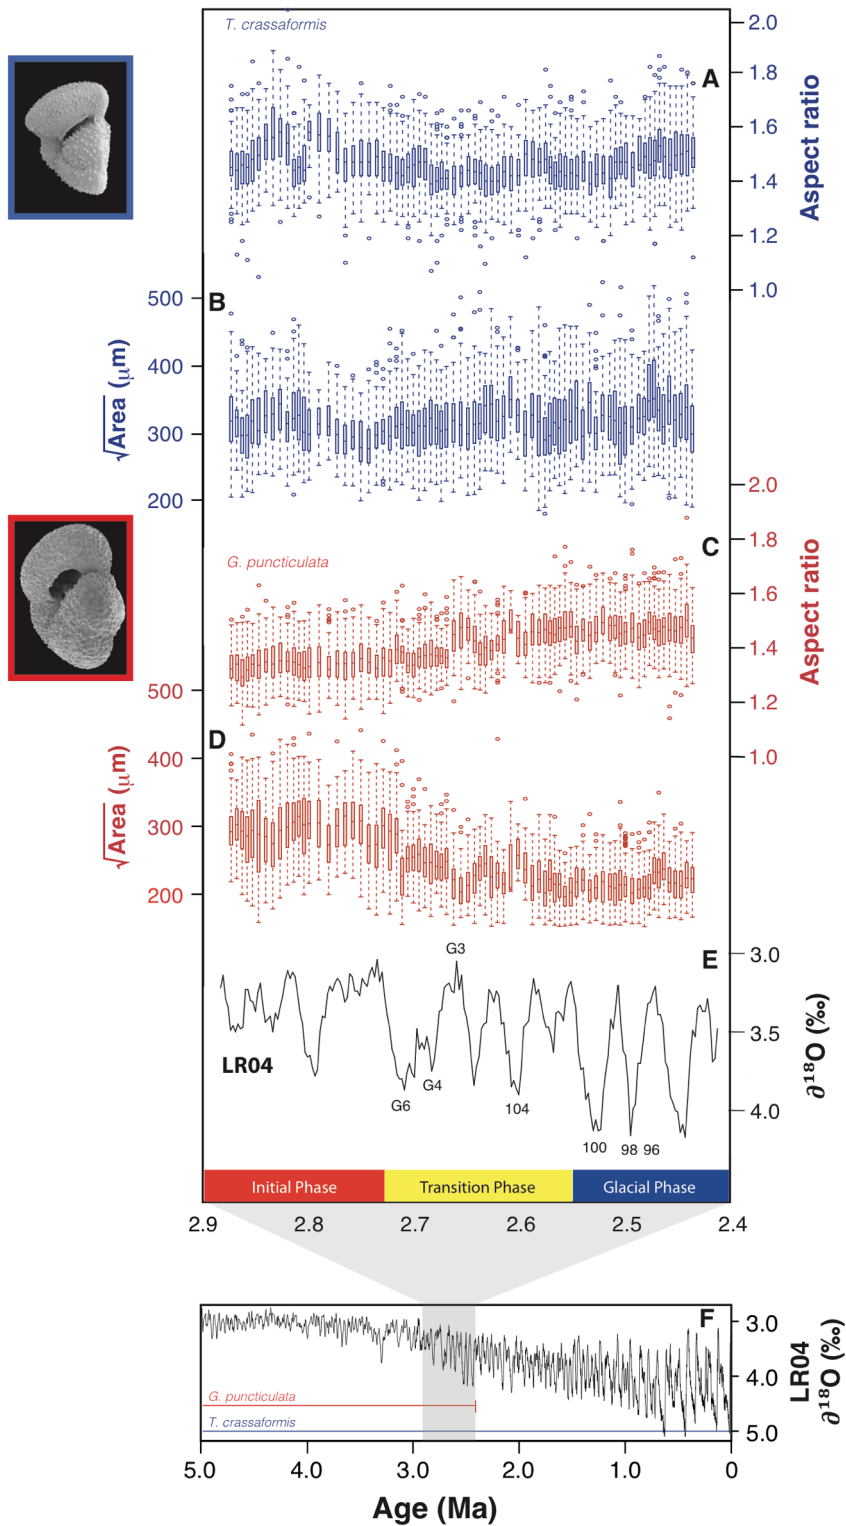 T. crassaformis
A
2.0
1.8
1.6
1.4
1.2
1.0
Aspect ratio
B
500
400
300
200
√Area (μm)
G. puncticulata
C
2.0
1.8
1.6
1.4
1.2
1.0
Aspect ratio
D
500
400
300
200
√Area (μm)
E
G3
LR04
G4
G6
104
100
98
96
3.0
3.5
4.0
∂¹⁸O (‰)
Initial Phase
Transition Phase
Glacial Phase
2.9
2.8
2.7
2.6
2.5
2.4
F
3.0
4.0
5.0
LR04
∂¹⁸O (‰)
G. puncticulata
T. crassaformis
5.0
4.0
3.0
2.0
1.0
0
Age (Ma)